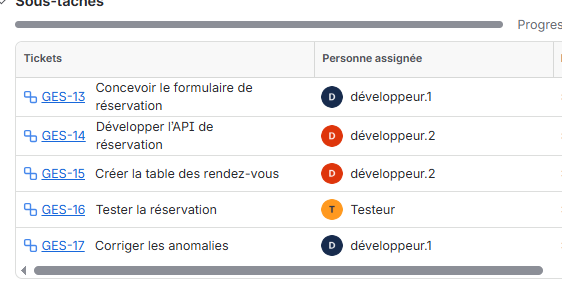 Sous-tâches
Progres
Tickets Personne assignée
GES-13 Concevoir le formulaire de
réservation
D développeur.1
GES-14 Développer l'API de
réservation
D développeur.2
GES-15 Créer la table des rendez-vous D développeur.2
GES-16 Tester la réservation T Testeur
GES-17 Corriger les anomalies D développeur.1